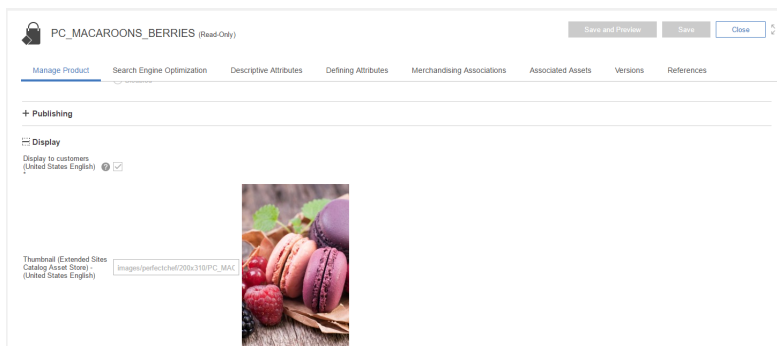 PC_MACAROONS_BERRIES (Read-Only)
Save and Preview
Save
Close
Manage Product
Search Engine Optimization
Descriptive Attributes
Defining Attributes
Merchandising Associations
Associated Assets
Versions
References
+ Publishing
Display
Display to customers
(United States English) ?
*
Thumbnail (Extended Sites
Catalog Asset Store) -
(United States English)
images/perfectchef/200x310/PC_MAC